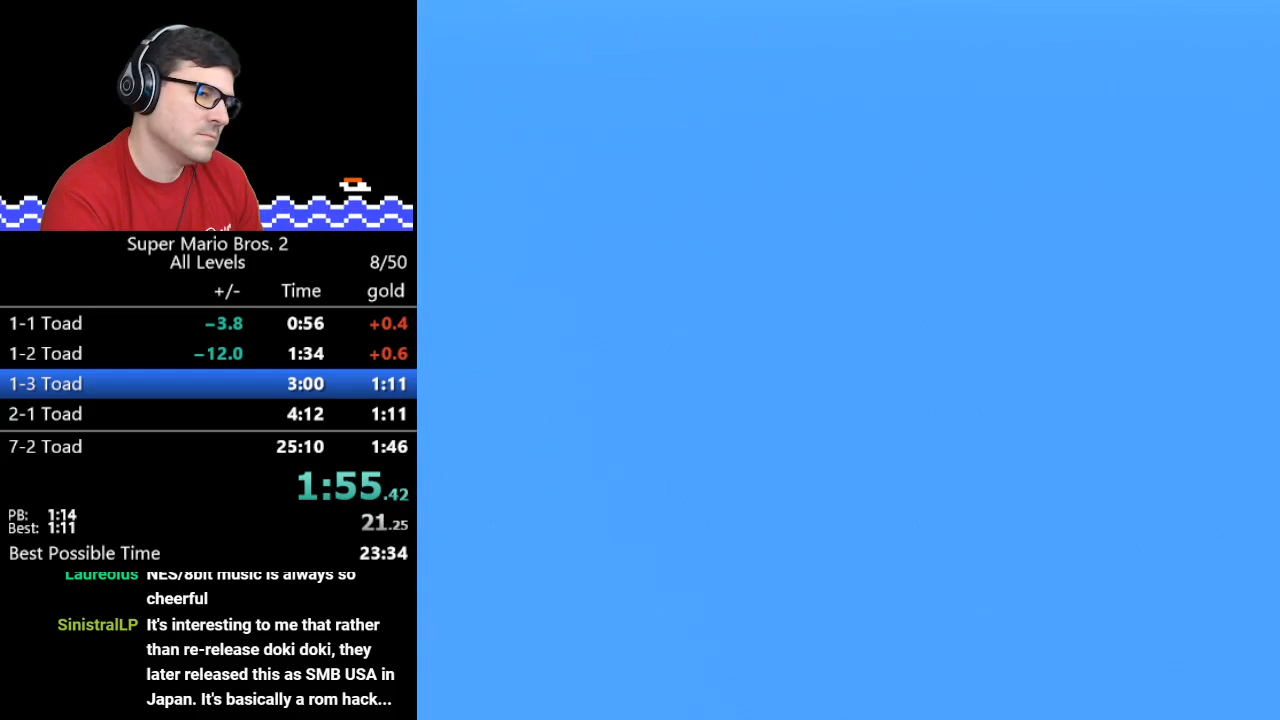 Super Mario Bros. 2
All Levels 8/50
+/- Time gold
1-1 Toad -3.8 0:56 +0.4
1-2 Toad -12.0 1:34 +0.6
1-3 Toad 3:00 1:11
2-1 Toad 4:12 1:11
7-2 Toad 25:10 1:46
1:55.42
PB: 1:14
21.25
Best: 1:11
Best Possible Time 23:34
Laureolus NES/8bit music is always so
cheerful
SinistralLP It's interesting to me that rather
than re-release doki doki, they
later released this as SMB USA in
Japan. It's basically a rom hack...